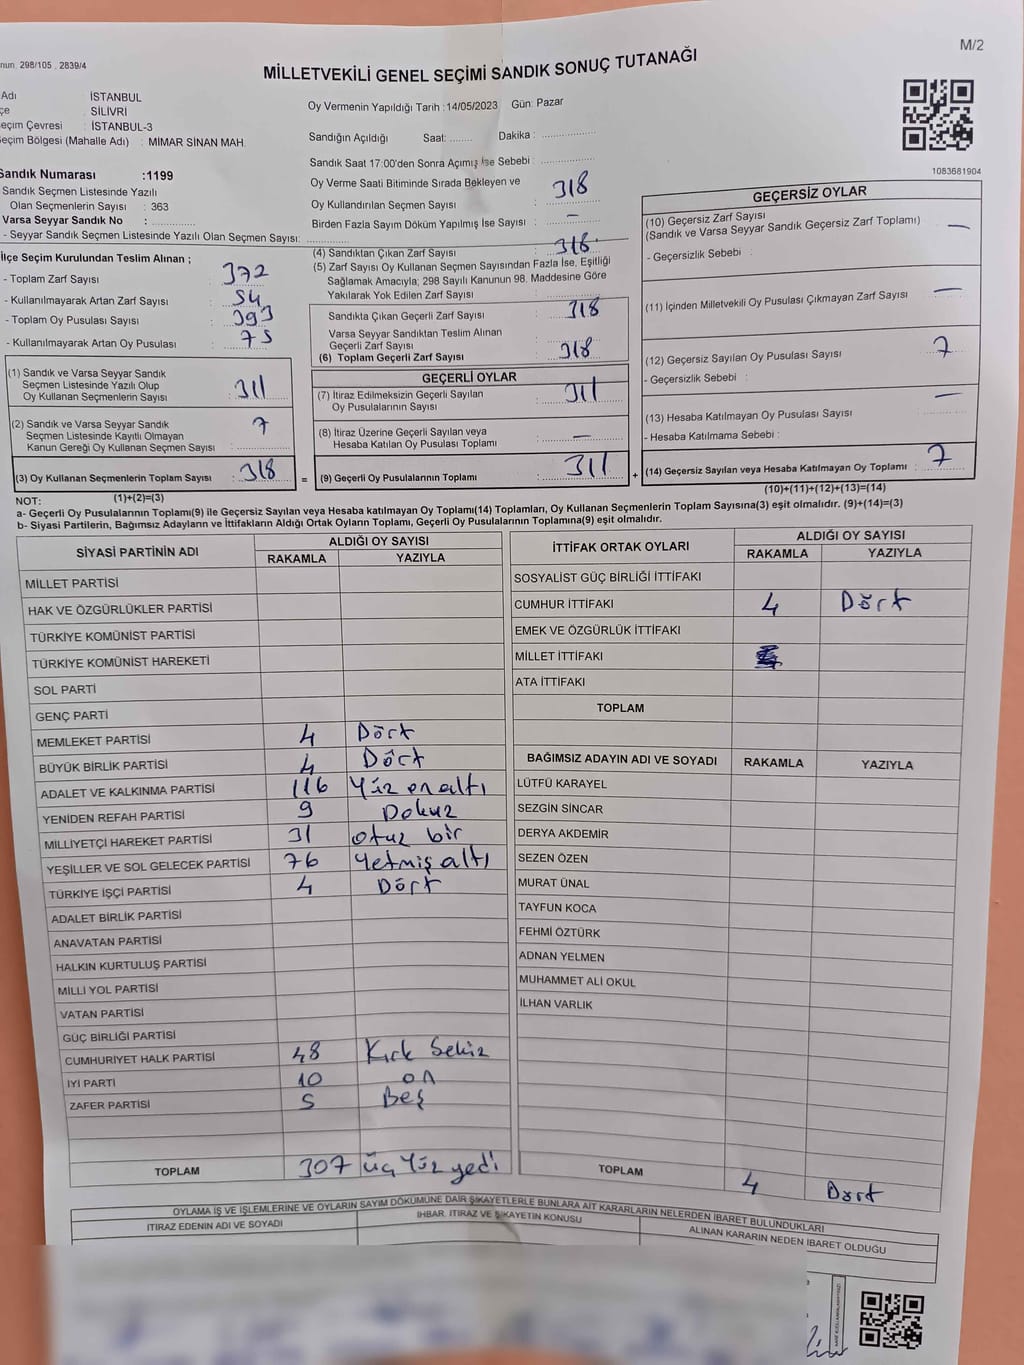 M/2
298/105 . 2839/4
MİLLETVEKİLİ GENEL SEÇİMİ SANDIK SONUÇ TUTANAĞI
Adı İSTANBUL
SİLİVRİ
Seçim Çevresi : İSTANBUL-3
Seçim Bölgesi (Mahalle Adı) : MİMAR SİNAN MAH.
Oy Vermenin Yapıldığı Tarih :14/05/2023 Gün: Pazar
Sandığın Açıldığı Saat: ........ Dakika : ................
Sandık Saat 17:00'den Sonra Açımış İse Sebebi :
Oy Verme Saati Bitiminde Sırada Bekleyen ve
Oy Kullandırılan Seçmen Sayısı : 318
Birden Fazla Sayım Döküm Yapılmış İse Sayısı : –
1083681904
Sandık Numarası :1199
Sandık Seçmen Listesinde Yazılı
Olan Seçmenlerin Sayısı : 363
Varsa Seyyar Sandık No :
- Seyyar Sandık Seçmen Listesinde Yazılı Olan Seçmen Sayısı:
İlçe Seçim Kurulundan Teslim Alınan ;
- Toplam Zarf Sayısı : 372
- Kullanılmayarak Artan Zarf Sayısı : 54
- Toplam Oy Pusulası Sayısı : 393
- Kullanılmayarak Artan Oy Pusulası : 75
(4) Sandıktan Çıkan Zarf Sayısı : 318
(5) Zarf Sayısı Oy Kullanan Seçmen Sayısından Fazla İse, Eşitliği
Sağlamak Amacıyla; 298 Sayılı Kanunun 98. Maddesine Göre
Yakılarak Yok Edilen Zarf Sayısı :
Sandıkta Çıkan Geçerli Zarf Sayısı : 318
Varsa Seyyar Sandıktan Teslim Alınan
Geçerli Zarf Sayısı :
(6) Toplam Geçerli Zarf Sayısı : 318
GEÇERSİZ OYLAR
(10) Geçersiz Zarf Sayısı
(Sandık ve Varsa Seyyar Sandık Geçersiz Zarf Toplamı) –
- Geçersizlik Sebebi :
(11) İçinden Milletvekili Oy Pusulası Çıkmayan Zarf Sayısı –
(12) Geçersiz Sayılan Oy Pusulası Sayısı 7
- Geçersizlik Sebebi :
(13) Hesaba Katılmayan Oy Pusulası Sayısı –
- Hesaba Katılmama Sebebi :
(14) Geçersiz Sayılan veya Hesaba Katılmayan Oy Toplamı : 7
(10)+(11)+(12)+(13)=(14)
(1) Sandık ve Varsa Seyyar Sandık
Seçmen Listesinde Yazılı Olup
Oy Kullanan Seçmenlerin Sayısı : 311
(2) Sandık ve Varsa Seyyar Sandık
Seçmen Listesinde Kayıtlı Olmayan
Kanun Gereği Oy Kullanan Seçmen Sayısı : 7
(3) Oy Kullanan Seçmenlerin Toplam Sayısı : 318 =
GEÇERLİ OYLAR
(7) İtiraz Edilmeksizin Geçerli Sayılan
Oy Pusulalarının Sayısı : 311
(8) İtiraz Üzerine Geçerli Sayılan veya
Hesaba Katılan Oy Pusulası Toplamı : –
(9) Geçerli Oy Pusulalarının Toplamı : 311 +
NOT: (1)+(2)=(3)
a- Geçerli Oy Pusulalarının Toplamı(9) ile Geçersiz Sayılan veya Hesaba katılmayan Oy Toplamı(14) Toplamları, Oy Kullanan Seçmenlerin Toplam Sayısına(3) eşit olmalıdır. (9)+(14)=(3)
b- Siyasi Partilerin, Bağımsız Adayların ve İttifakların Aldığı Ortak Oyların Toplamı, Geçerli Oy Pusulalarının Toplamına(9) eşit olmalıdır.
SİYASİ PARTİNİN ADI ALDIĞI OY SAYISI
RAKAMLA YAZIYLA
MİLLET PARTİSİ
HAK VE ÖZGÜRLÜKLER PARTİSİ
TÜRKİYE KOMÜNİST PARTİSİ
TÜRKİYE KOMÜNİST HAREKETİ
SOL PARTİ
GENÇ PARTİ
MEMLEKET PARTİSİ 4 Dört
BÜYÜK BİRLİK PARTİSİ 4 Dört
ADALET VE KALKINMA PARTİSİ 116 Yüz on altı
YENİDEN REFAH PARTİSİ 9 Dokuz
MİLLİYETÇİ HAREKET PARTİSİ 31 otuz bir
YEŞİLLER VE SOL GELECEK PARTİSİ 76 Yetmiş altı
TÜRKİYE İŞÇİ PARTİSİ 4 Dört
ADALET BİRLİK PARTİSİ
ANAVATAN PARTİSİ
HALKIN KURTULUŞ PARTİSİ
MİLLİ YOL PARTİSİ
VATAN PARTİSİ
GÜÇ BİRLİĞİ PARTİSİ
CUMHURİYET HALK PARTİSİ 48 Kırk Sekiz
İYİ PARTİ 10 on
ZAFER PARTİSİ 5 Beş
TOPLAM 307 üç Yüz yedi
İTTİFAK ORTAK OYLARI ALDIĞI OY SAYISI
RAKAMLA YAZIYLA
SOSYALİST GÜÇ BİRLİĞİ İTTİFAKI
CUMHUR İTTİFAKI 4 Dört
EMEK VE ÖZGÜRLÜK İTTİFAKI
MİLLET İTTİFAKI
ATA İTTİFAKI
TOPLAM
BAĞIMSIZ ADAYIN ADI VE SOYADI RAKAMLA YAZIYLA
LÜTFÜ KARAYEL
SEZGİN SİNCAR
DERYA AKDEMİR
SEZEN ÖZEN
MURAT ÜNAL
TAYFUN KOCA
FEHMİ ÖZTÜRK
ADNAN YELMEN
MUHAMMET ALİ OKUL
İLHAN VARLIK
TOPLAM 4 Dört
OYLAMA İŞ VE İŞLEMLERİNE VE OYLARIN SAYIM DÖKÜMÜNE DAİR ŞİKAYETLERLE BUNLARA AİT KARARLARIN NELERDEN İBARET BULUNDUKLARI
İTİRAZ EDENİN ADI VE SOYADI İHBAR, İTİRAZ VE ŞİKAYETİN KONUSU ALINAN KARARIN NEDEN İBARET OLDUĞU